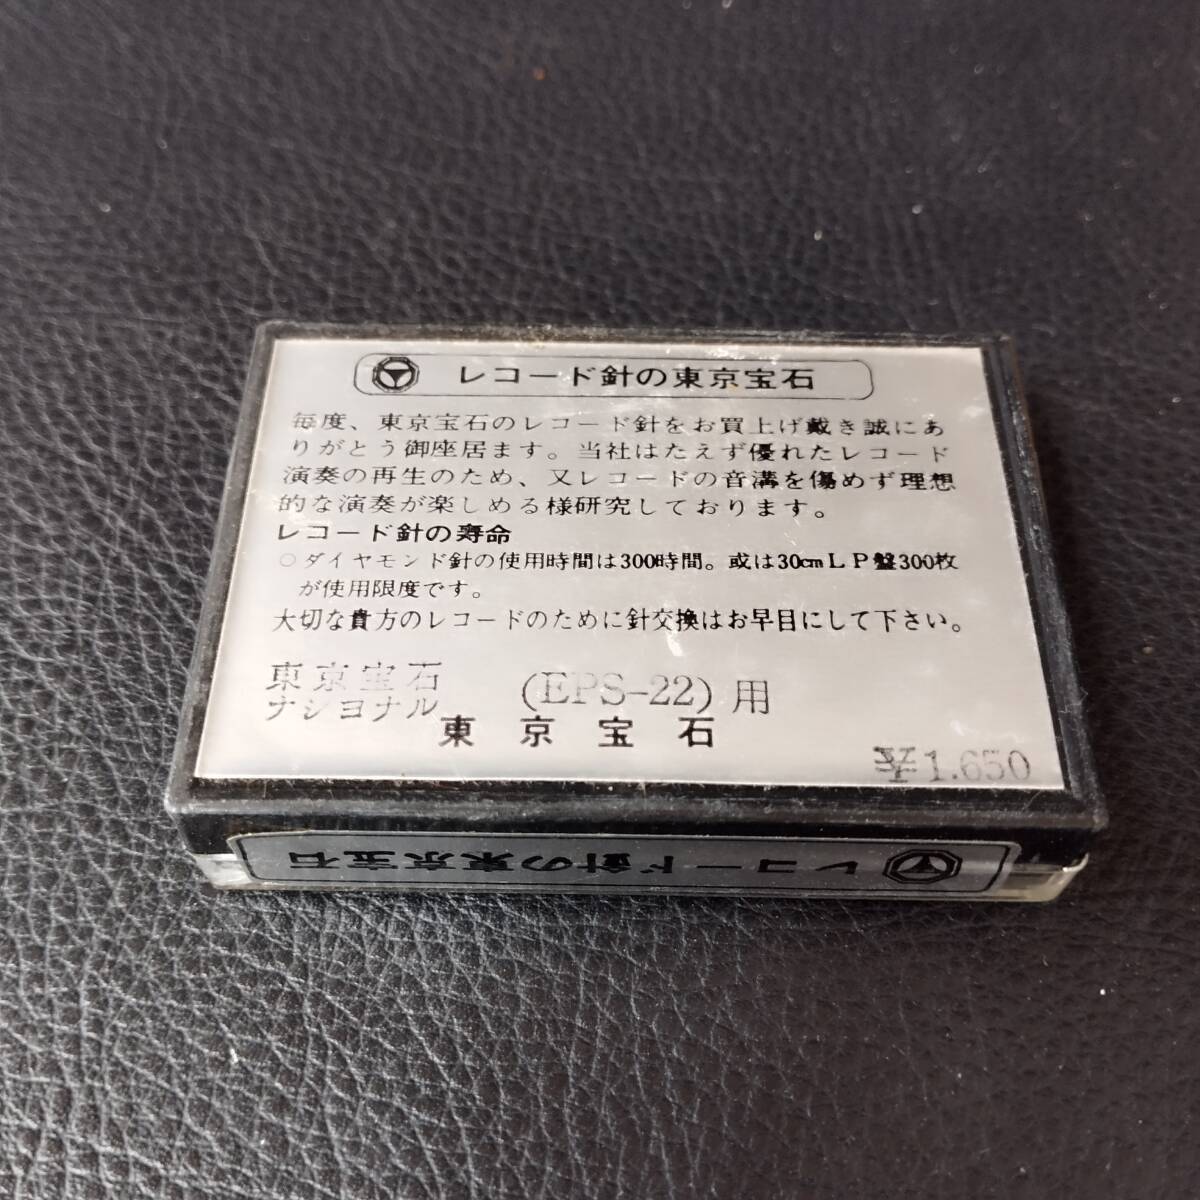 レコード針の東京宝石
毎度、東京宝石のレコード針をお買上げ戴き誠にあ
りがとう御座居ます。当社はたえず優れたレコード
演奏の再生のため、又レコードの音溝を傷めず理想
的な演奏が楽しめる様研究しております。
レコード針の寿命
○ダイヤモンド針の使用時間は300時間。或は30cmLP盤300枚
が使用限度です。
大切な貴方のレコードのために針交換はお早目にして下さい。
東京宝石
ナショナル (EPS-22)用
東京宝石
¥1.650
レコード針の東京宝石